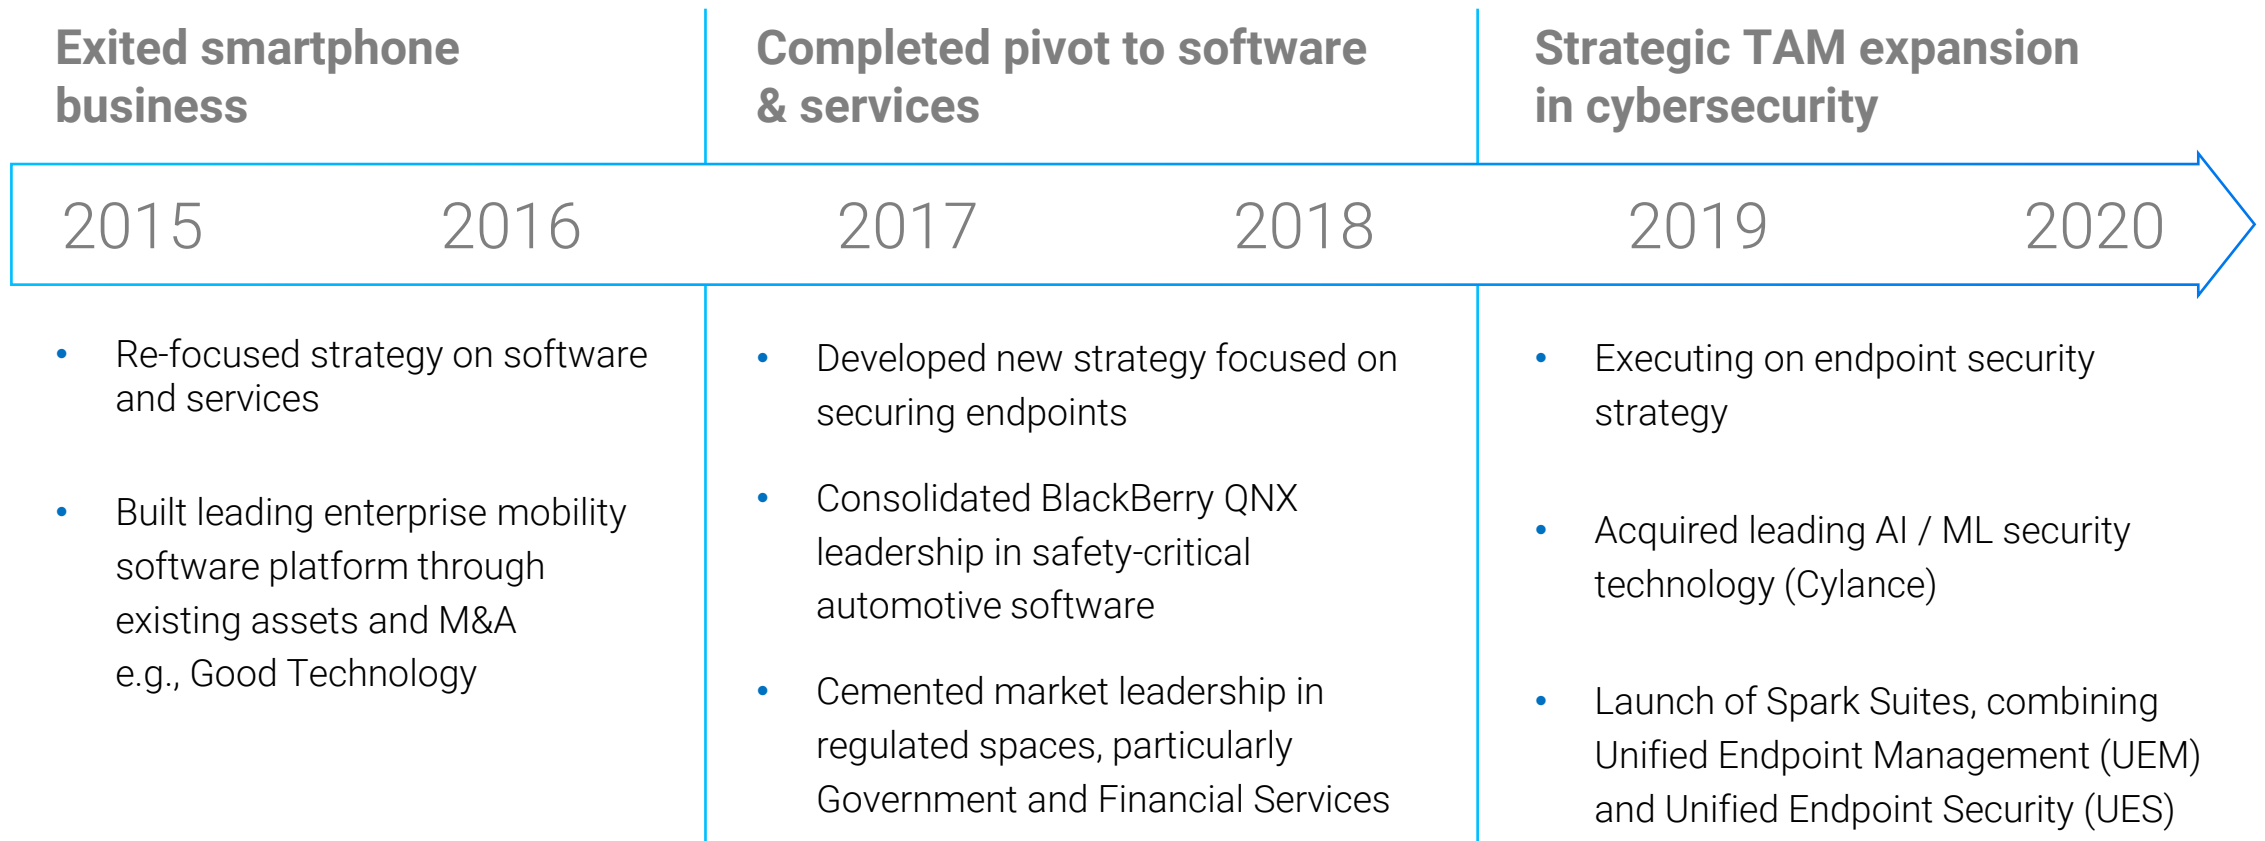 Exited smartphone
business
Completed pivot to software
& services
Strategic TAM expansion
in cybersecurity
2015 2016 2017 2018 2019 2020
• Re-focused strategy on software
and services
• Built leading enterprise mobility
software platform through
existing assets and M&A
e.g., Good Technology
• Developed new strategy focused on
securing endpoints
• Consolidated BlackBerry QNX
leadership in safety-critical
automotive software
• Cemented market leadership in
regulated spaces, particularly
Government and Financial Services
• Executing on endpoint security
strategy
• Acquired leading AI / ML security
technology (Cylance)
• Launch of Spark Suites, combining
Unified Endpoint Management (UEM)
and Unified Endpoint Security (UES)